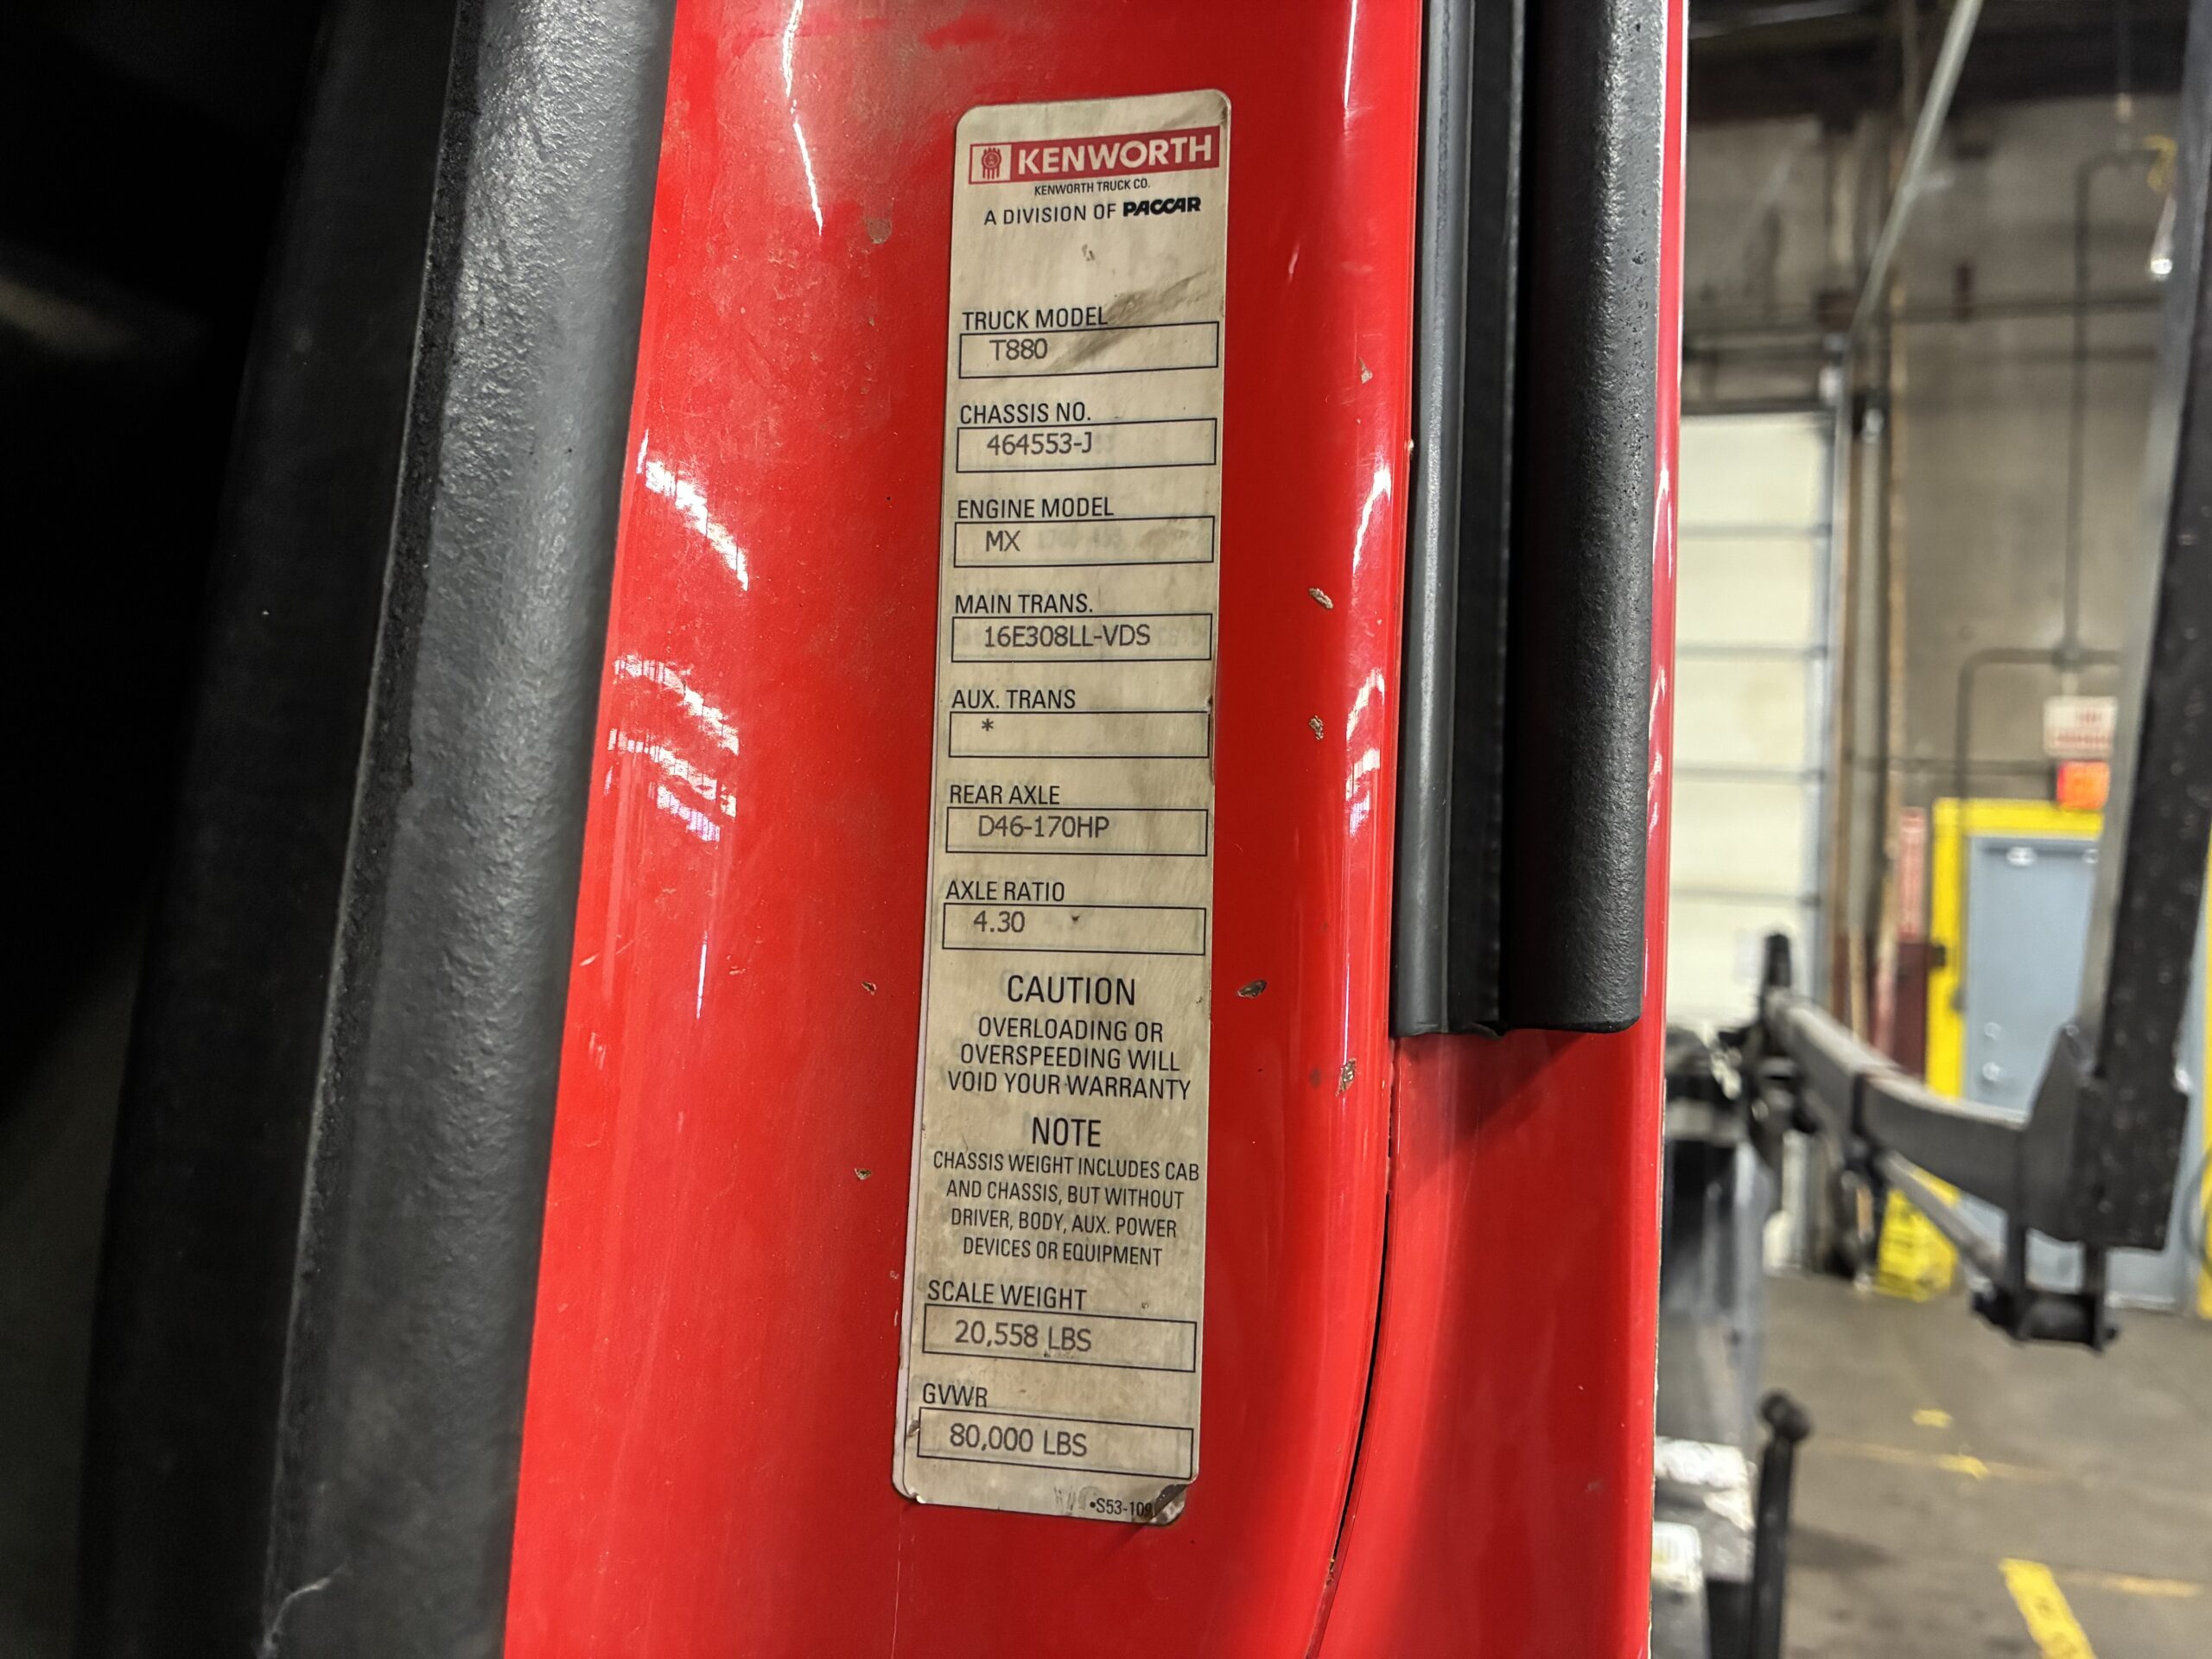 KENWORTH
KENWORTH TRUCK CO.
A DIVISION OF PACCAR
TRUCK MODEL
T880
CHASSIS NO.
464553-J
ENGINE MODEL
MX
MAIN TRANS.
16E308LL-VDS
AUX. TRANS
*
REAR AXLE
D46-170HP
AXLE RATIO
4.30
CAUTION
OVERLOADING OR
OVERSPEEDING WILL
VOID YOUR WARRANTY
NOTE
CHASSIS WEIGHT INCLUDES CAB
AND CHASSIS, BUT WITHOUT
DRIVER, BODY, AUX. POWER
DEVICES OR EQUIPMENT
SCALE WEIGHT
20,558 LBS
GVWR
80,000 LBS